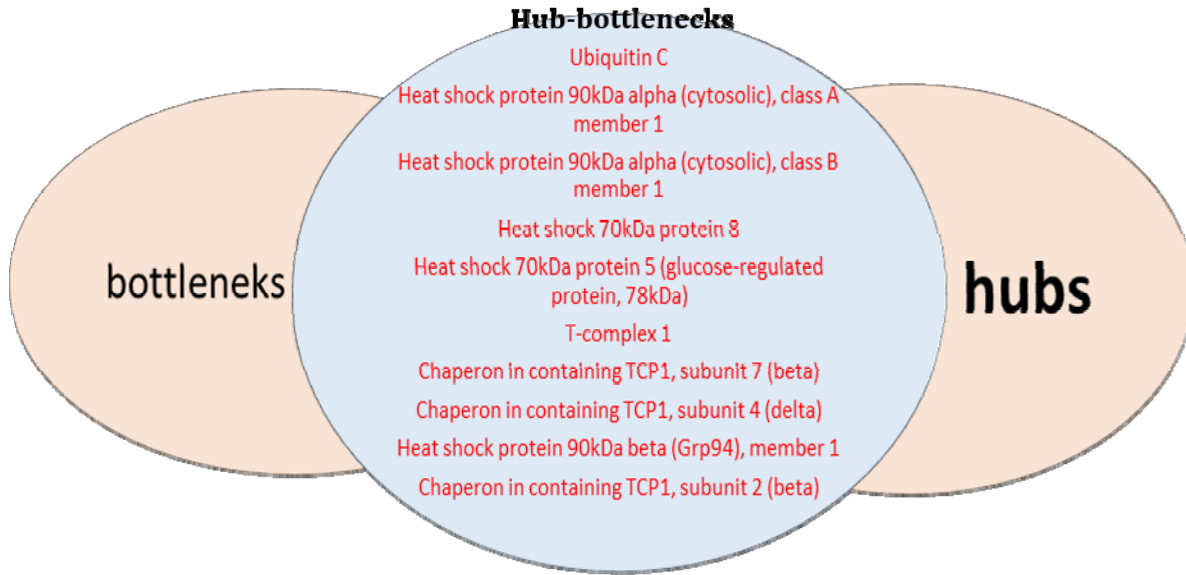 Hub-bottlenecks
Ubiquitin C
Heat shock protein 90kDa alpha (cytosolic), class A
member 1
Heat shock protein 90kDa alpha (cytosolic), class B
member 1
Heat shock 70kDa protein 8
Heat shock 70kDa protein 5 (glucose-regulated
protein, 78kDa)
T-complex 1
Chaperon in containing TCP1, subunit 7 (beta)
Chaperon in containing TCP1, subunit 4 (delta)
Heat shock protein 90kDa beta (Grp94), member 1
Chaperon in containing TCP1, subunit 2 (beta)
bottleneks
hubs